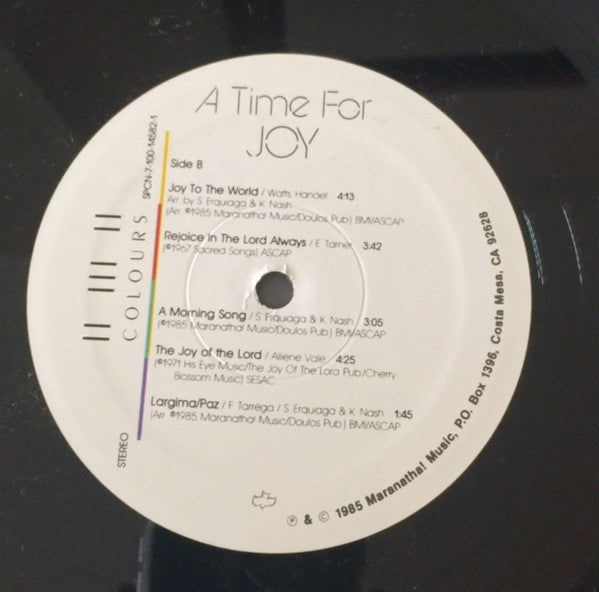 A Time For
JOY
Side B
Joy To The World / Watts Handel 4:13
Arr. by S Erquiaga & K Nash
(Arr. ©1985 Maranatha! Music/Doulos Pub.) BMI/ASCAP
Rejoice In The Lord Always / E Tarner 3:42
(©1967 Sacred Songs) ASCAP
A Morning Song / S Erquiaga & K Nash 3:05
(©1985 Maranatha! Music/Doulos Pub.) BMI/ASCAP
The Joy of the Lord / Alliene Vale 4:25
(©1971 His Eye Music/The Joy Of The Lord Pub./Cherry
Blossom Music) SESAC
Largima/Paz / F Tarrega / S Erquiaga & K Nash 1:45
(Arr. ©1985 Maranatha! Music/Doulos Pub.) BMI/ASCAP
SPCN-7-100-14582-1
COLOURS
STEREO
℗ & © 1985 Maranatha! Music, P.O. Box 1396, Costa Mesa, CA 92628